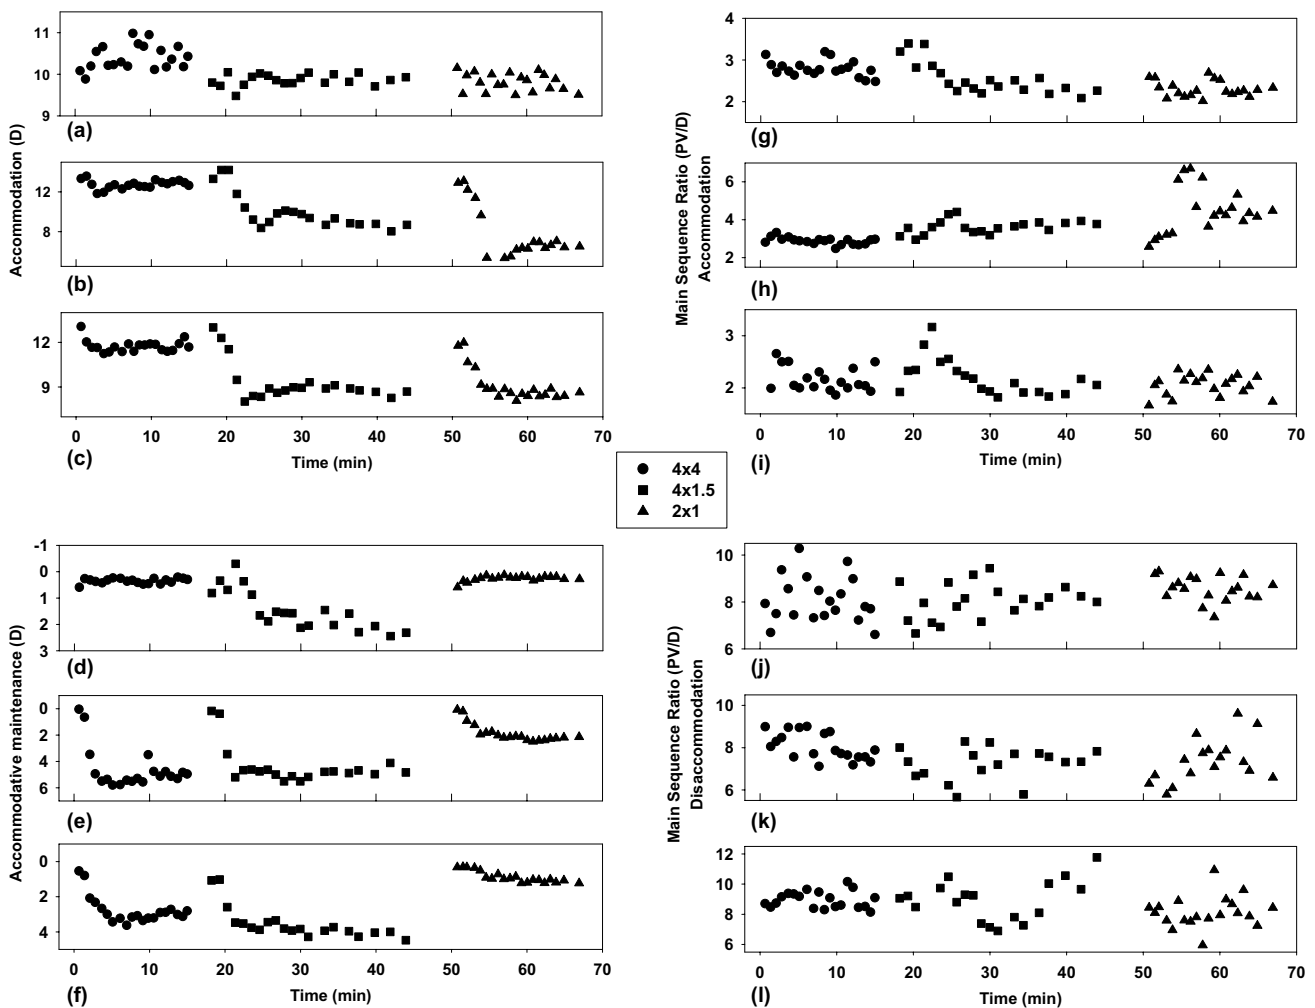 11
10
9
(a)
12
8
(b)
12
9
0 10 20 30 40 50 60 70
(c)
Time (min)
Accommodation (D)
4
3
2
(g)
6
4
2
(h)
3
2
0 10 20 30 40 50 60 70
(i)
Time (min)
Main Sequence Ratio (PV/D)
Accommodation
4x4
4x1.5
2x1
-1
0
1
2
3
(d)
0
2
4
6
(e)
0
2
4
0 10 20 30 40 50 60 70
(f)
Time (min)
Accommodative maintenance (D)
10
8
6
(j)
10
8
6
(k)
12
10
8
6
0 10 20 30 40 50 60 70
(l)
Time (min)
Main Sequence Ratio (PV/D)
Disaccommodation